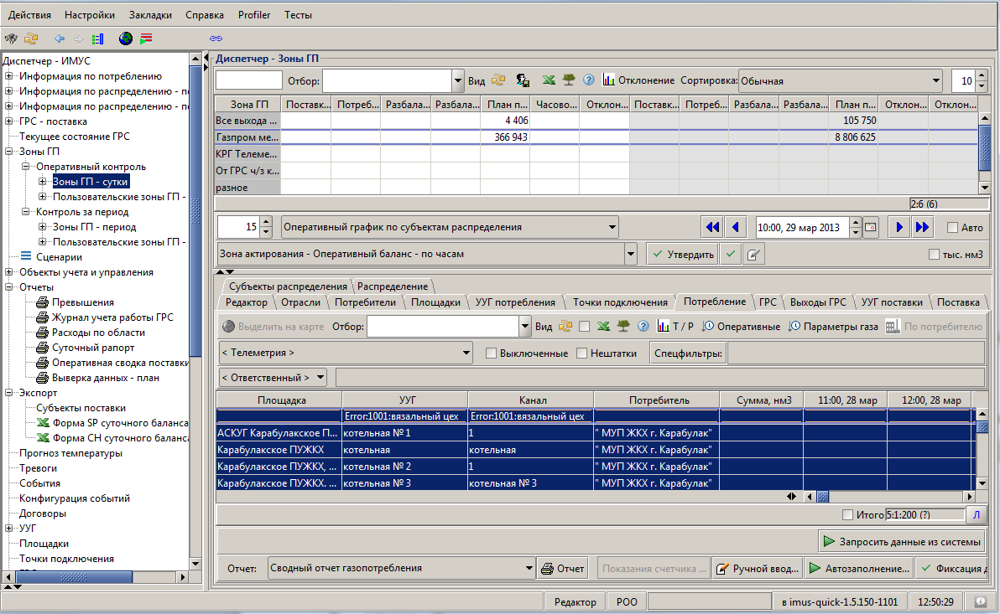 Действия Настройки Закладки Справка Profiler Тесты
Диспетчер - ИМУС
Информация по потреблению
Информация по распределению - по
Информация по распределению - по
ГРС - поставка
Текущее состояние ГРС
Зоны ГП
Оперативный контроль
Зоны ГП - сутки
Пользовательские зоны ГП -
Контроль за период
Зоны ГП - период
Пользовательские зоны ГП -
Сценарии
Объекты учета и управления
Отчеты
Превышения
Журнал учета работы ГРС
Расходы по области
Суточный рапорт
Оперативная сводка поставки
Выверка данных - план
Экспорт
Субъекты поставки
Форма SP суточного баланса
Форма CH суточного баланса
Прогноз температуры
Тревоги
События
Конфигурация событий
Договоры
УУГ
Площадки
Точки подключения
Диспетчер - Зоны ГП
Отбор: Вид Отклонение Сортировка: Обычная 10
Зона ГП Поставк... Потреб... Разбала... Разбала... План п... Часово... Отклон... Поставк... Потреб... Разбала... Разбала... План п... Отклон... Отклон...
Все выхода ... 4 406 105 750
Газпром ме... 366 943 8 806 625
КРГ Телеме...
От ГРС ч/з к...
разное
2:6 (6)
15 Оперативный график по субъектам распределения 10:00, 29 мар 2013 Авто
Зона актирования - Оперативный баланс - по часам Утвердить тыс. нм3
Субъекты распределения Распределение
Редактор Отрасли Потребители Площадки УУГ потребления Точки подключения Потребление ГРС Выходы ГРС УУГ поставки Поставка
Выделить на карте Отбор: Вид Т / Р Оперативные Параметры газа По потребителю
< Телеметрия > Выключенные Нештатки Спецфильтры:
< Ответственный >
Площадка УУГ Канал Потребитель Сумма, нм3 11:00, 28 мар 12:00, 28 мар
Error:1001:вязальный цех Error:1001:вязальный цех
АСКУГ Карабулакское П... котельная №1 1 " МУП ЖКХ г. Карабулак"
Карабулакское ПУЖКХ котельная котельная " МУП ЖКХ г. Карабулак"
Карабулакское ПУЖКХ, ... котельная №2 1 " МУП ЖКХ г. Карабулак"
Карабулакское ПУЖКХ. ... котельная №3 котельная №3 " МУП ЖКХ г. Карабулак"
Итого 5:1:200 (?) Л
Запросить данные из системы
Отчет: Сводный отчет газопотребления Отчет Показания счетчика ... Ручной ввод... Автозаполнение... Фиксация д
Редактор РОО в imus-quick-1.5.150-1101 12:50:29